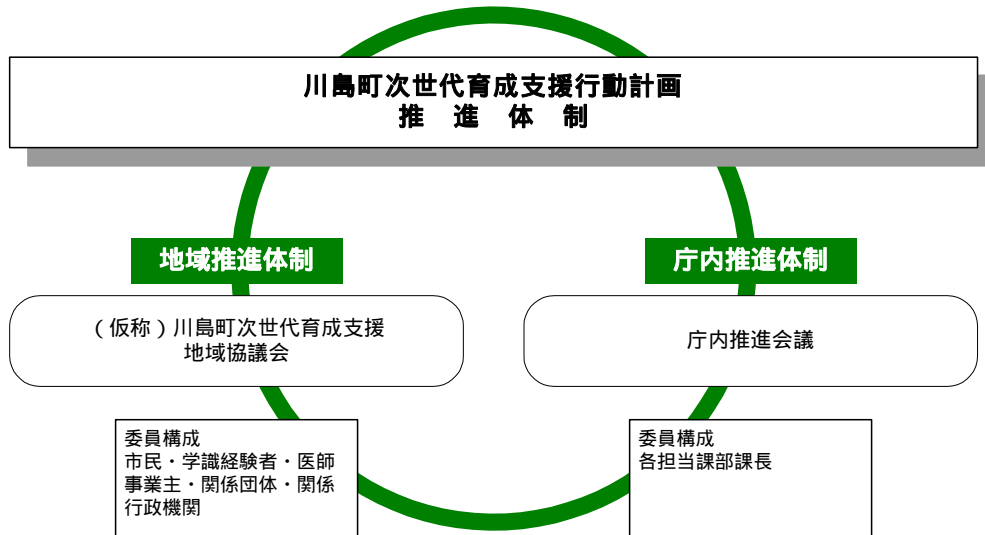 川島町次世代育成支援行動計画
推 進 体 制
地域推進体制
(仮称)川島町次世代育成支援
地域協議会
委員構成
市民・学識経験者・医師
事業主・関係団体・関係
行政機関
庁内推進体制
庁内推進会議
委員構成
各担当課部課長